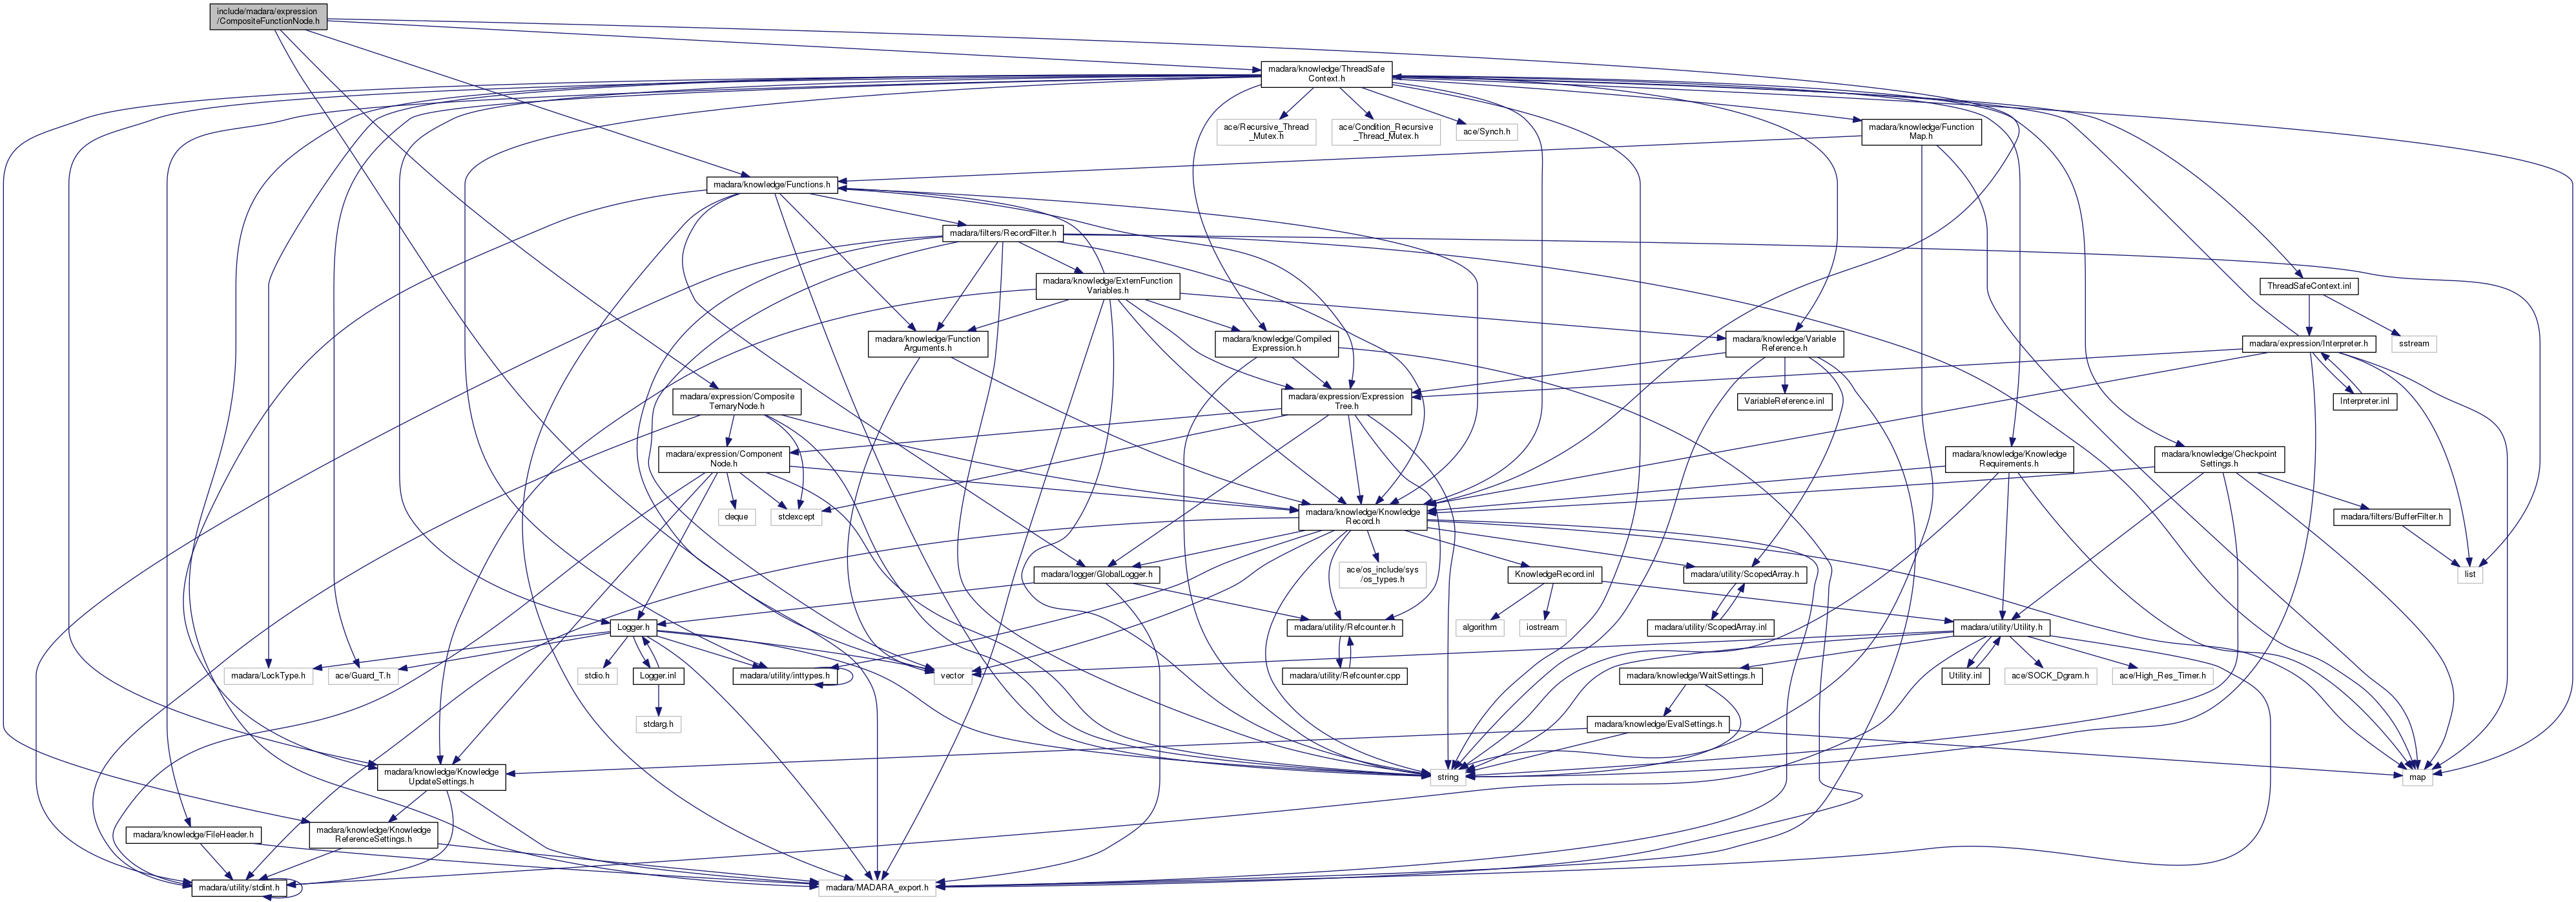 include/madara/expression
/CompositeFunctionNode.h
madara/knowledge/ThreadSafe
Context.h
ace/Recursive_Thread
_Mutex.h
ace/Condition_Recursive
_Thread_Mutex.h
ace/Synch.h
madara/knowledge/Function
Map.h
madara/knowledge/Functions.h
madara/filters/RecordFilter.h
madara/knowledge/ExternFunction
Variables.h
ThreadSafeContext.inl
madara/knowledge/Function
Arguments.h
madara/knowledge/Compiled
Expression.h
madara/knowledge/Variable
Reference.h
madara/expression/Interpreter.h
sstream
madara/expression/Composite
TernaryNode.h
madara/expression/Expression
Tree.h
VariableReference.inl
Interpreter.inl
madara/expression/Component
Node.h
madara/knowledge/Knowledge
Requirements.h
madara/knowledge/Checkpoint
Settings.h
deque
stdexcept
madara/knowledge/Knowledge
Record.h
madara/filters/BufferFilter.h
madara/logger/GlobalLogger.h
ace/os_include/sys
/os_types.h
KnowledgeRecord.inl
madara/utility/ScopedArray.h
list
Logger.h
madara/utility/Refcounter.h
algorithm
iostream
madara/utility/ScopedArray.inl
madara/utility/Utility.h
madara/LockType.h
ace/Guard_T.h
stdio.h
Logger.inl
madara/utility/inttypes.h
vector
madara/utility/Refcounter.cpp
madara/knowledge/WaitSettings.h
Utility.inl
ace/SOCK_Dgram.h
ace/High_Res_Timer.h
stdarg.h
madara/knowledge/EvalSettings.h
madara/knowledge/Knowledge
UpdateSettings.h
string
map
madara/knowledge/FileHeader.h
madara/knowledge/Knowledge
ReferenceSettings.h
madara/utility/stdint.h
madara/MADARA_export.h